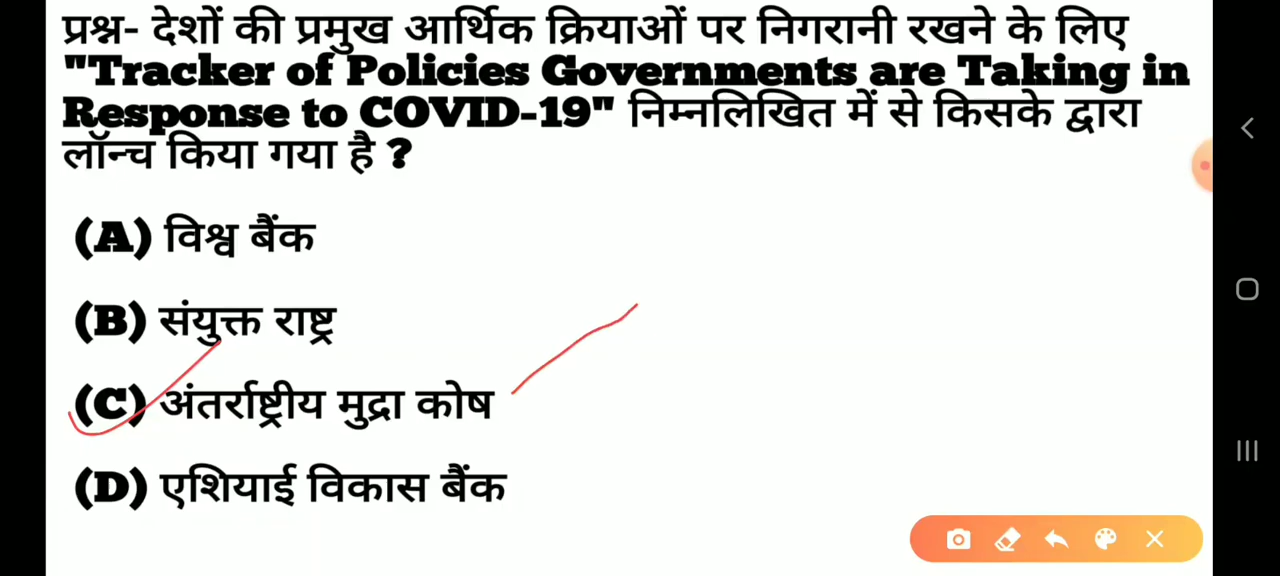 प्रश्न- देशों की प्रमुख आर्थिक क्रियाओं पर निगरानी रखने के लिए
"Tracker of Policies Governments are Taking in
Response to COVID-19" निम्नलिखित में से किसके द्वारा
लॉन्च किया गया है ?
(A) विश्व बैंक
(B) संयुक्त राष्ट्र
(C) अंतर्राष्ट्रीय मुद्रा कोष
(D) एशियाई विकास बैंक